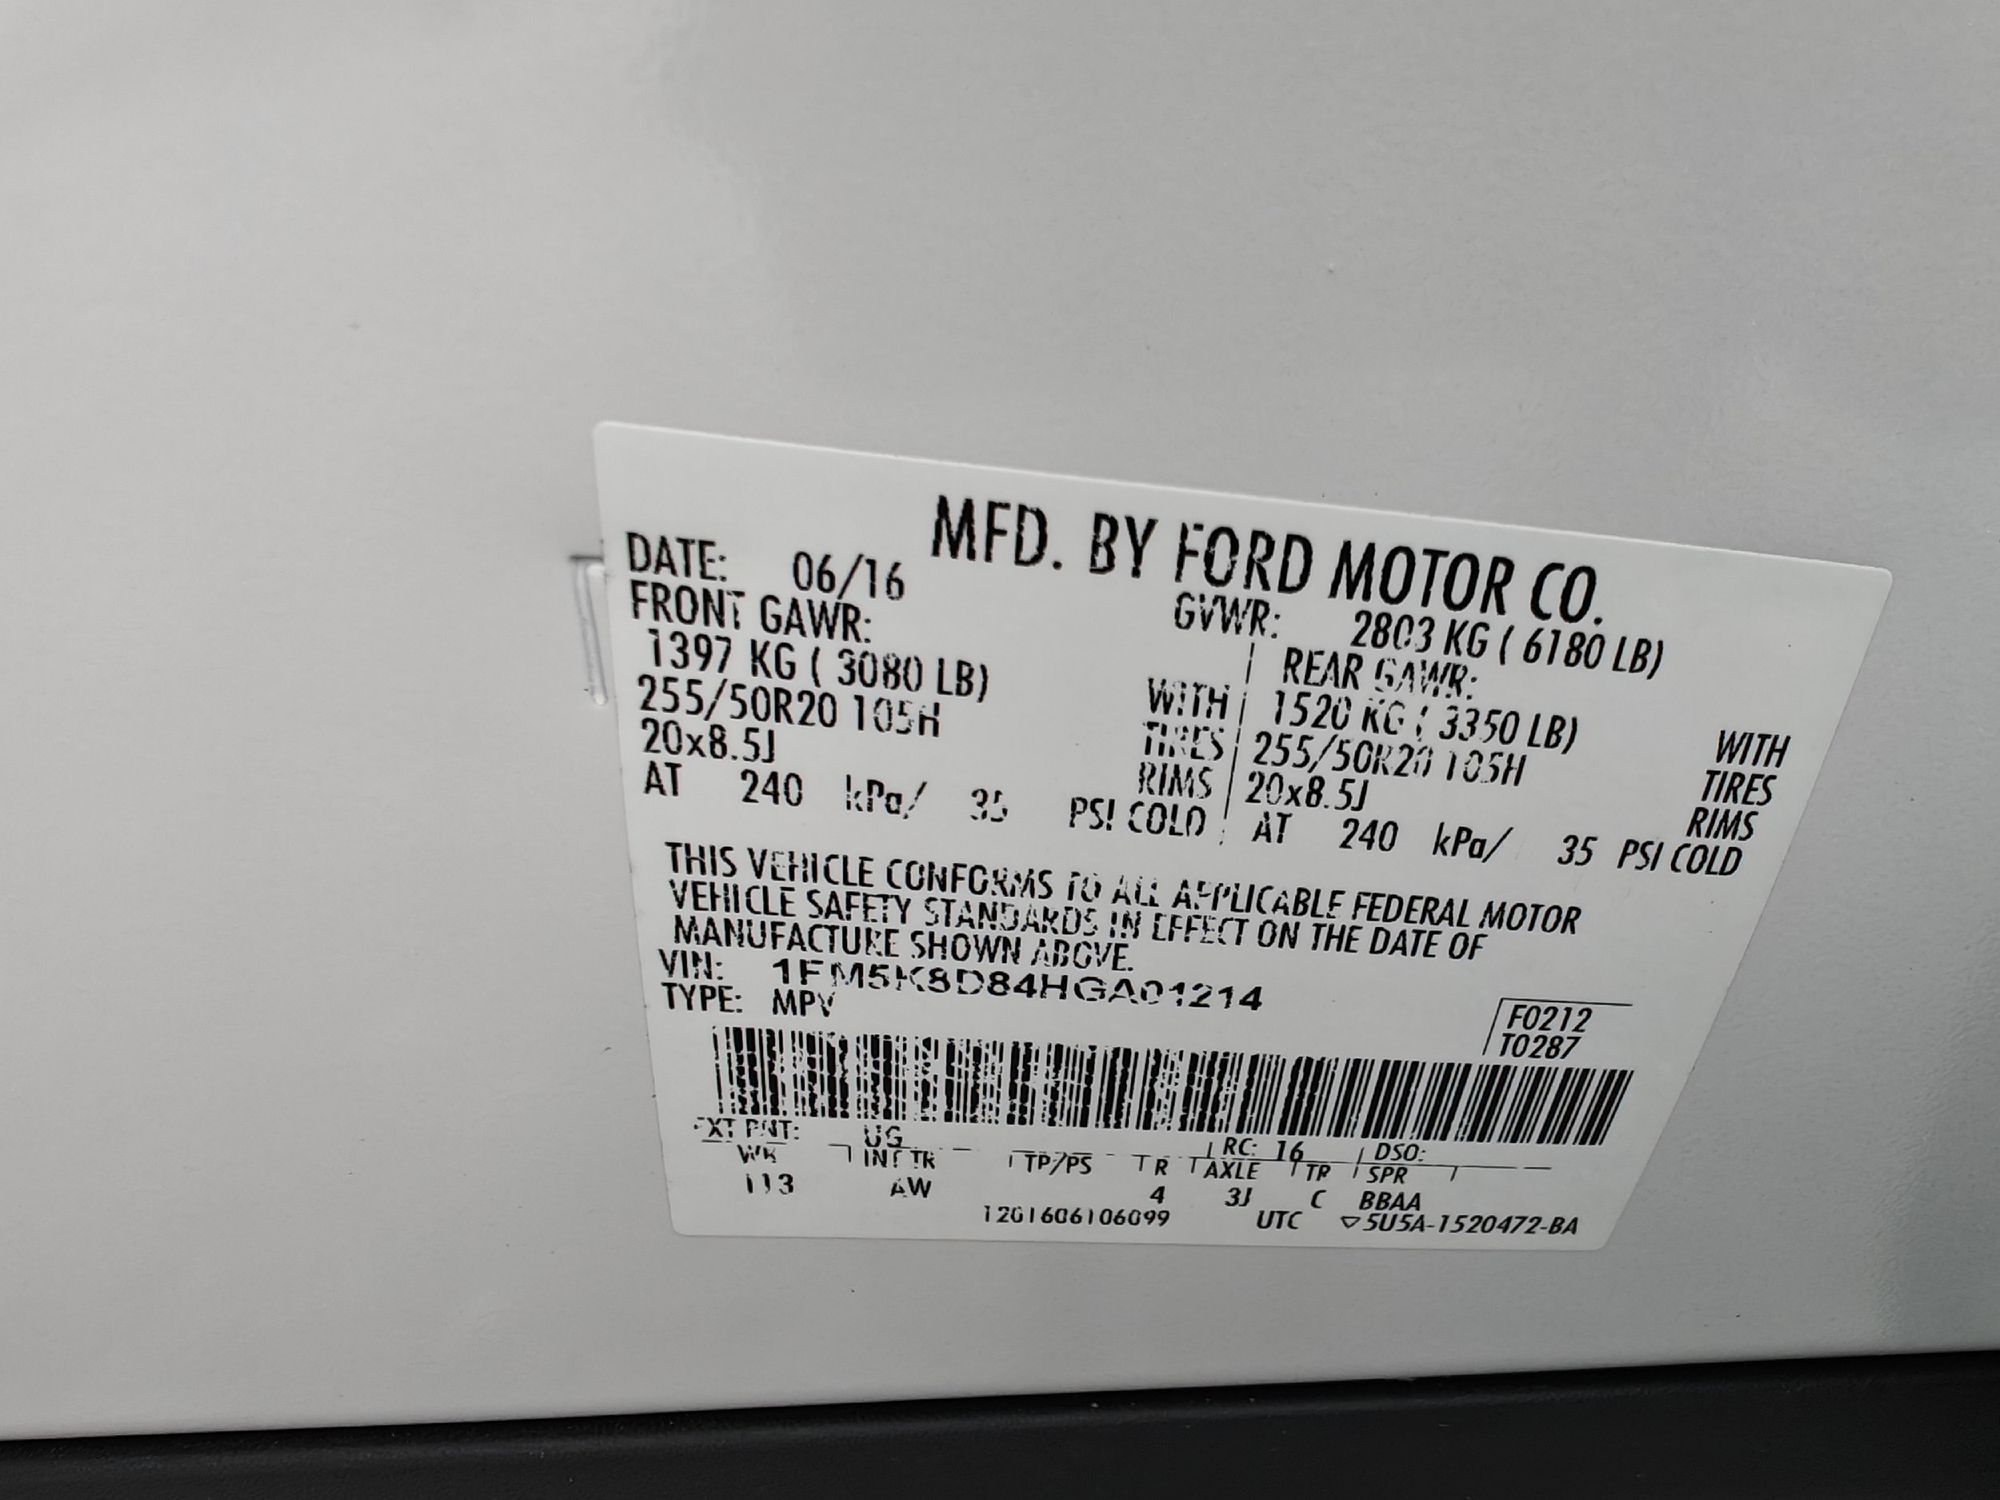 MFD. BY FORD MOTOR CO.
DATE: 06/16 GVWR: 2803 KG ( 6180 LB)
FRONT GAWR: REAR GAWR:
1397 KG ( 3080 LB) WITH 1520 KG ( 3350 LB) WITH
255/50R20 105H TIRES 255/50R20 105H TIRES
20x8.5J RIMS 20x8.5J RIMS
AT 240 kPa/ 35 PSI COLD AT 240 kPa/ 35 PSI COLD
THIS VEHICLE CONFORMS TO ALL APPLICABLE FEDERAL MOTOR
VEHICLE SAFETY STANDARDS IN EFFECT ON THE DATE OF
MANUFACTURE SHOWN ABOVE.
VIN: 1FM5K8D84HGA01214
TYPE: MPV
F0212
T0287
EXT PNT: UG RC: 16 DSO:
WB INT TR TP/PS R AXLE TR SPR
113 AW 4 3J C BBAA
1201606106099 UTC ▽5U5A-1520472-BA